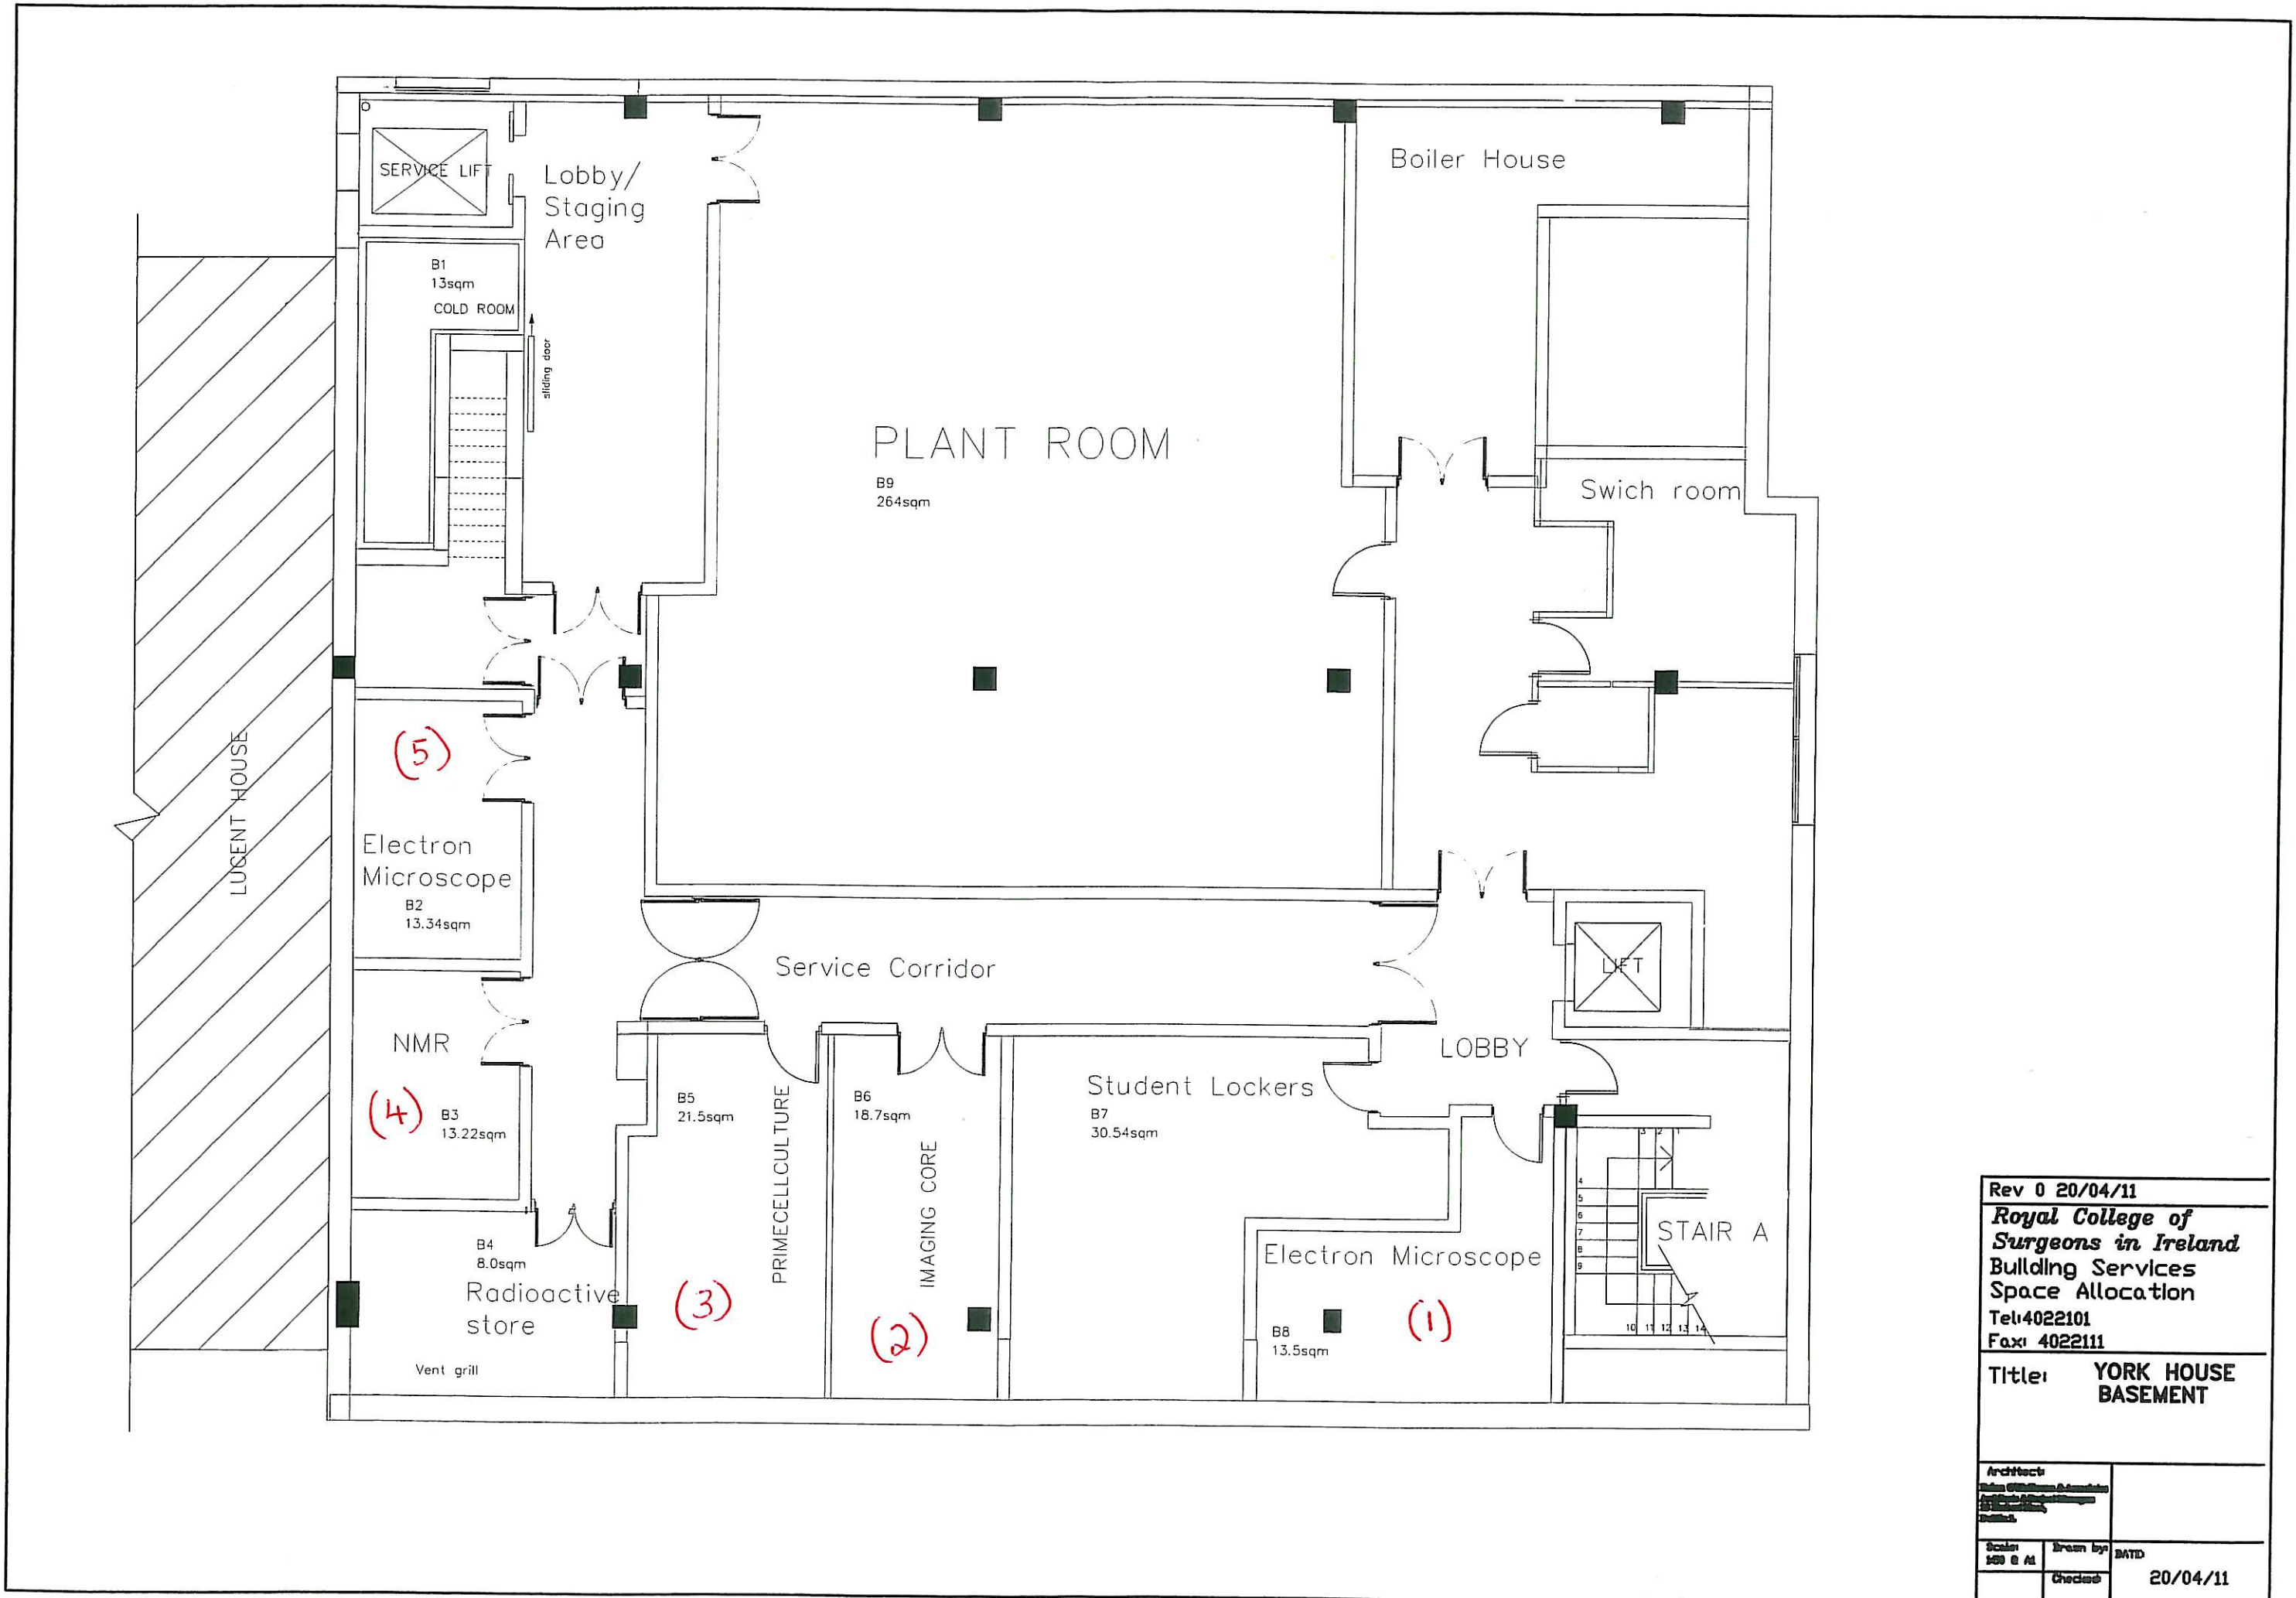 SERVICE LIFT
Lobby/
Staging
Area
Boiler House
B1
13sqm
COLD ROOM
sliding door
PLANT ROOM
B9
264sqm
Swich room
LUCENT HOUSE
(5)
Electron
Microscope
B2
13.34sqm
Service Corridor
LIFT
NMR
(4)
B3
13.22sqm
B5
21.5sqm
PRIMECELLCULTURE
(3)
B6
18.7sqm
IMAGING CORE
(2)
Student Lockers
B7
30.54sqm
LOBBY
B4
8.0sqm
Radioactive
store
Vent grill
Electron Microscope
B8
13.5sqm
(1)
3 2 1
4
5
6
7
8
9
10 11 12 13 14
STAIR A
Rev 0 20/04/11
Royal College of
Surgeons in Ireland
Building Services
Space Allocation
Tel:4022101
Fax: 4022111
Title: YORK HOUSE
BASEMENT
Architect:
Scale:
1:50 @ A1
Drawn by:
Checked:
DATE:
20/04/11